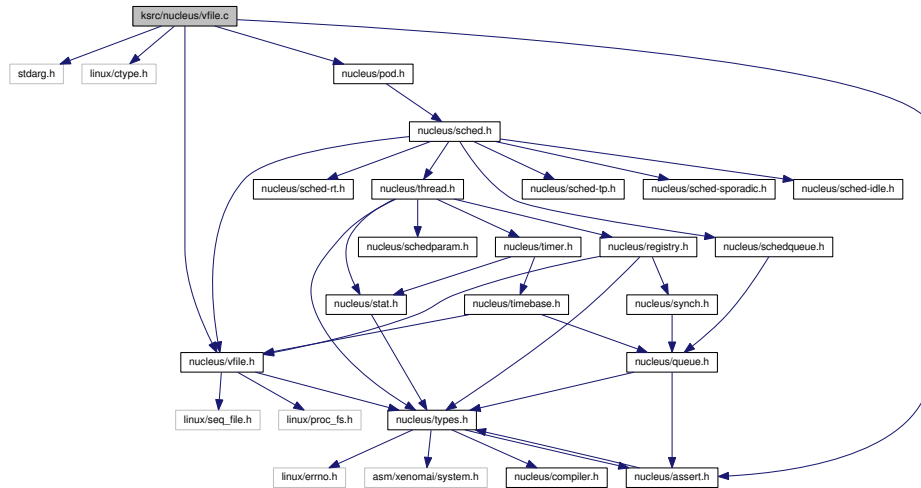 ksrc/nucleus/vfile.c
stdarg.h
linux/ctype.h
nucleus/pod.h
nucleus/sched.h
nucleus/sched-rt.h
nucleus/thread.h
nucleus/sched-tp.h
nucleus/sched-sporadic.h
nucleus/sched-idle.h
nucleus/schedparam.h
nucleus/timer.h
nucleus/registry.h
nucleus/schedqueue.h
nucleus/stat.h
nucleus/timebase.h
nucleus/synch.h
nucleus/vfile.h
nucleus/queue.h
linux/seq_file.h
linux/proc_fs.h
nucleus/types.h
linux/errno.h
asm/xenomai/system.h
nucleus/compiler.h
nucleus/assert.h